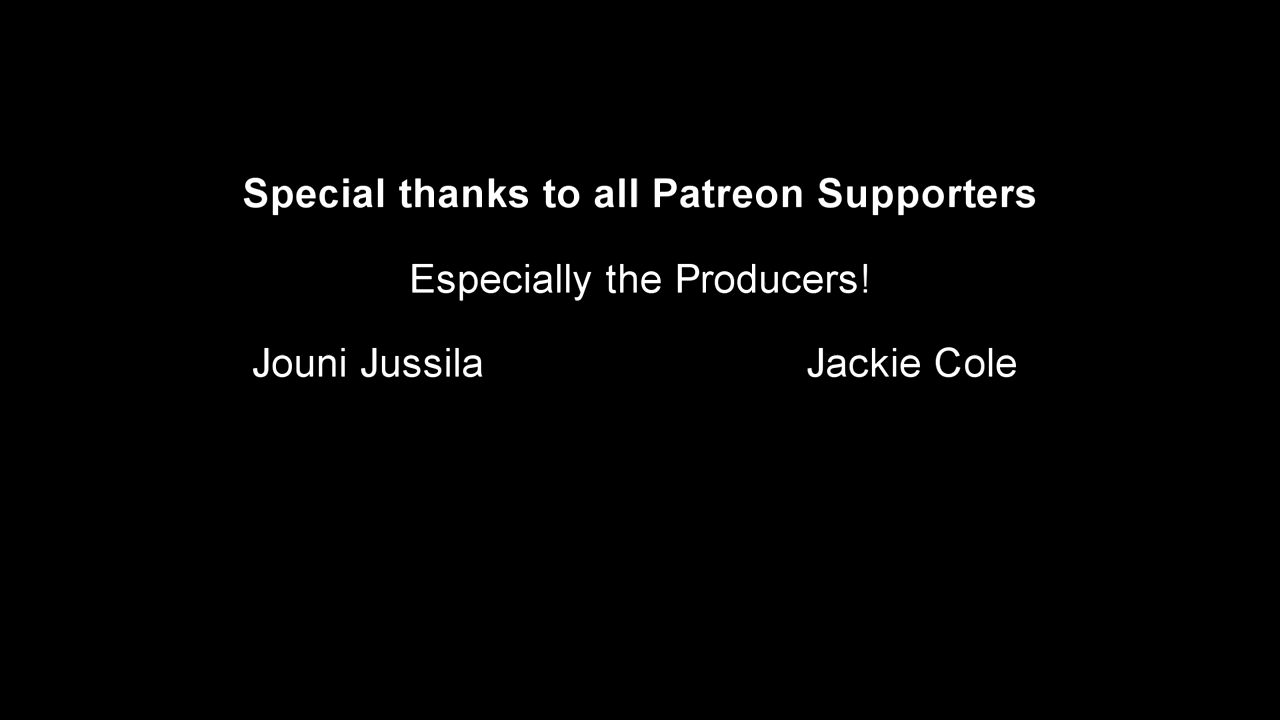 Special thanks to all Patreon Supporters
Especially the Producers!
Jouni Jussila Jackie Cole